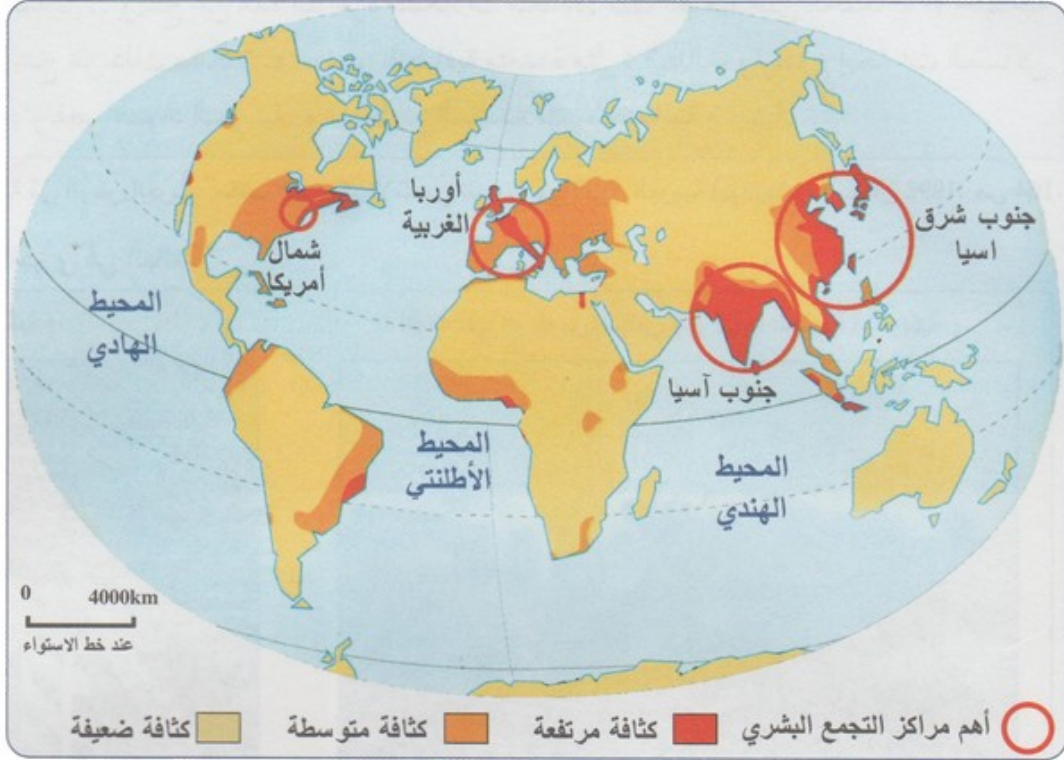 أوربا
الغربية
جنوب شرق
اسيا
شمال
أمريكا
المحيط
الهادي
جنوب آسيا
المحيط
الأطلنتي
المحيط
الهندي
0 4000km
عند خط الاستواء
أهم مراكز التجمع البشري
كثافة مرتفعة
كثافة متوسطة
كثافة ضعيفة